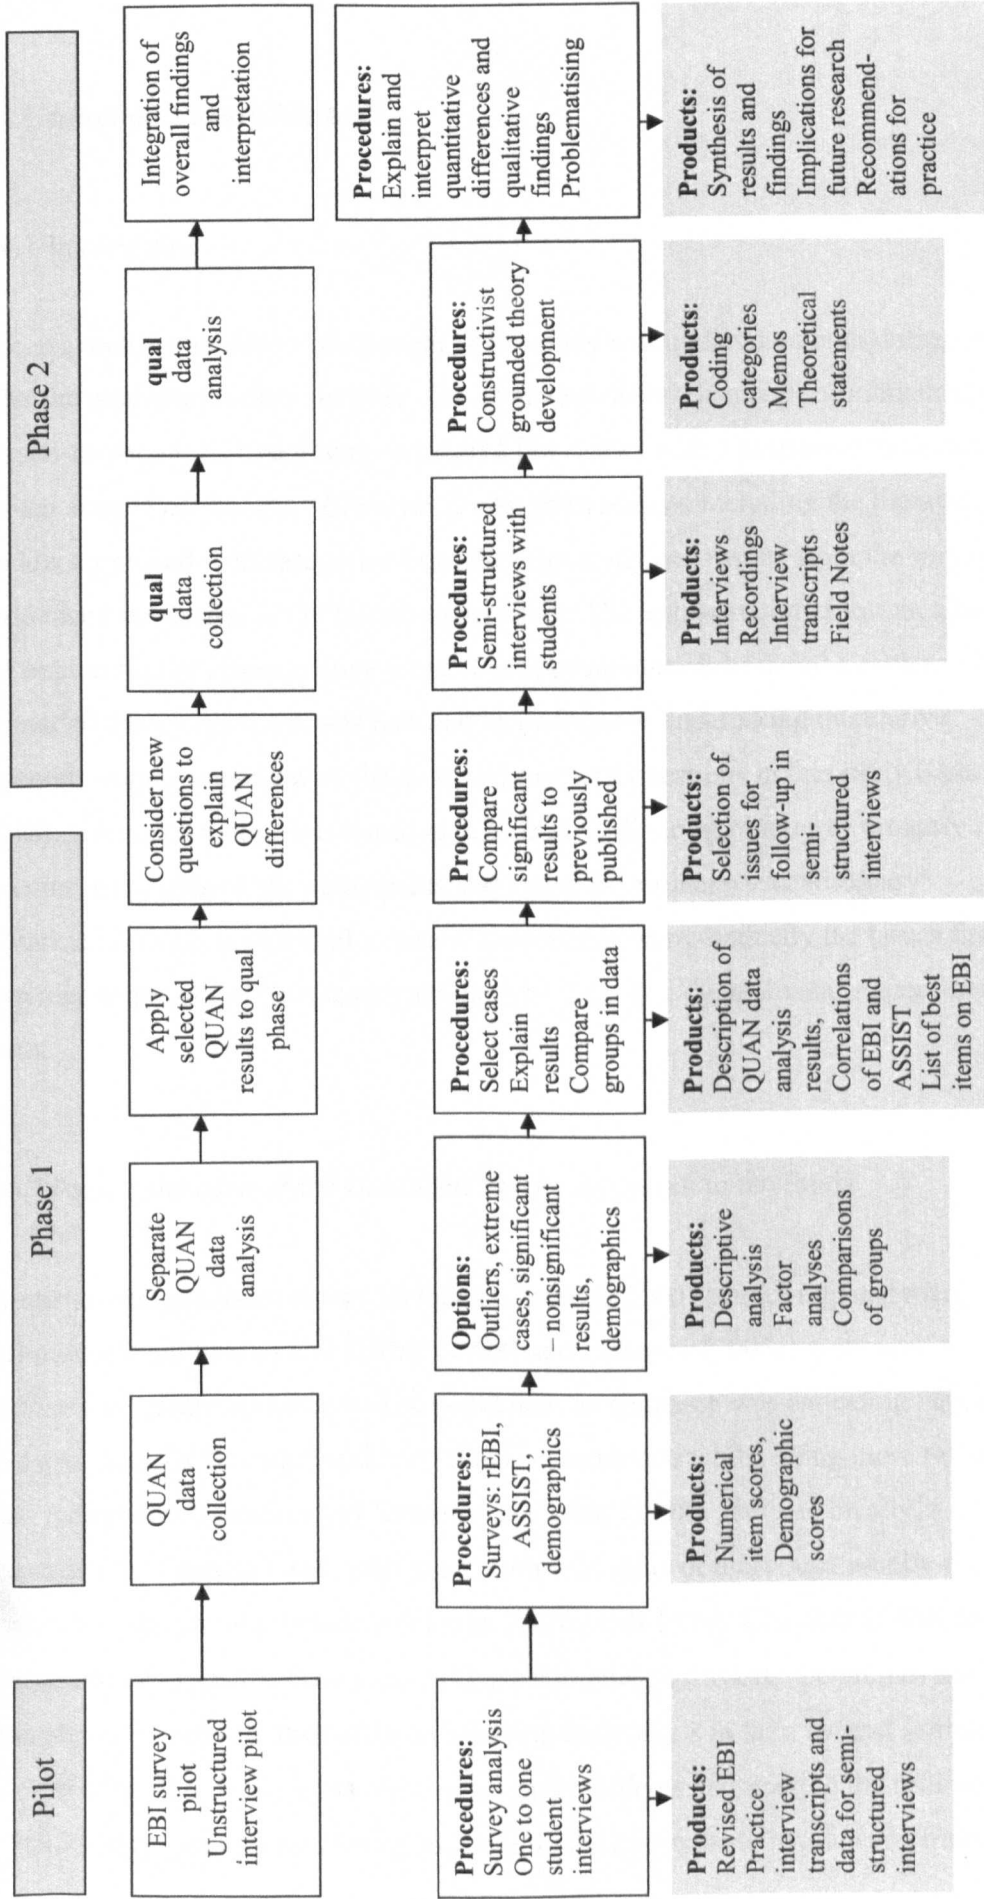 Pilot
Phase 1
Phase 2
EBI survey
pilot
Unstructured
interview pilot
QUAN
data
collection
Separate
QUAN
data
analysis
Apply
selected
QUAN
results to qual
phase
Consider new
questions to
explain
QUAN
differences
qual
data
collection
qual
data
analysis
Integration of
overall findings
and
interpretation
Procedures:
Survey analysis
One to one
student
interviews
Procedures:
Surveys: rEBI,
ASSIST,
demographics
Options:
Outliers, extreme
cases, significant
– nonsignificant
results,
demographics
Procedures:
Select cases
Explain
results
Compare
groups in data
Procedures:
Compare
significant
results to
previously
published
Procedures:
Semi-structured
interviews with
students
Procedures:
Constructivist
grounded theory
development
Procedures:
Explain and
interpret
quantitative
differences and
qualitative
findings
Problematising
Products:
Revised EBI
Practice
interview
transcripts and
data for semi-
structured
interviews
Products:
Numerical
item scores,
Demographic
scores
Products:
Descriptive
analysis
Factor
analyses
Comparisons
of groups
Products:
Description of
QUAN data
analysis
results,
Correlations
of EBI and
ASSIST
List of best
items on EBI
Products:
Selection of
issues for
follow-up in
semi-
structured
interviews
Products:
Interviews
Recordings
Interview
transcripts
Field Notes
Products:
Coding
categories
Memos
Theoretical
statements
Products:
Synthesis of
results and
findings
Implications for
future research
Recommend-
ations for
practice